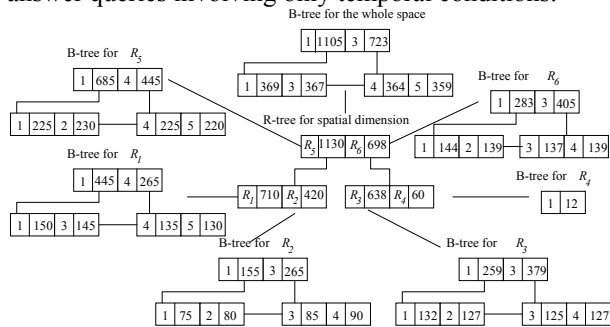 answer queries involving only temporal conditions.
B-tree for the whole space
1 1105 3 723
1 369 3 367 4 364 5 359
B-tree for R5
1 685 4 445
1 225 2 230 4 225 5 220
B-tree for R6
1 283 3 405
1 144 2 139 3 137 4 139
R-tree for spatial dimension
R5 1130 R6 698
B-tree for R1
1 445 4 265
1 150 3 145 4 135 5 130
R1 710 R2 420
R3 638 R4 60
B-tree for R4
1 12
B-tree for R2
1 155 3 265
1 75 2 80 3 85 4 90
B-tree for R3
1 259 3 379
1 132 2 127 3 125 4 127